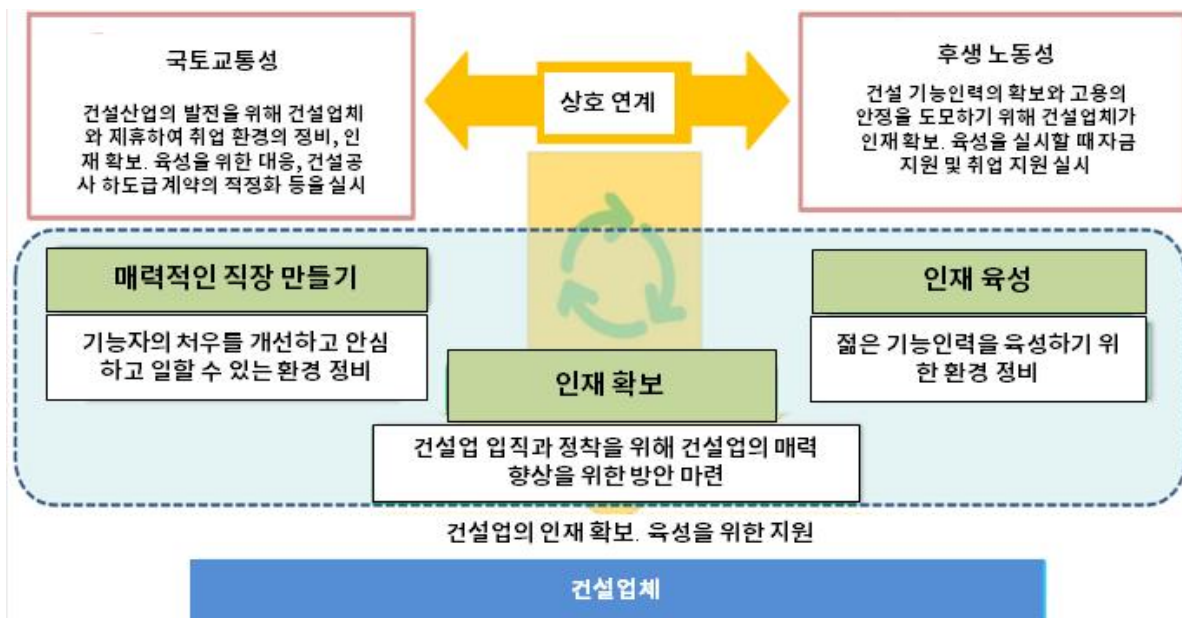 국토교통성
건설산업의 발전을 위해 건설업체
와 제휴하여 취업 환경의 정비, 인
재 확보. 육성을 위한 대응, 건설공
사 하도급 계약의 적정화 등을 실시
상호 연계
후생 노동성
건설 기능인력의 확보와 고용의
안정을 도모하기 위해 건설업체가
인재 확보. 육성을 실시할 때 자금
지원 및 취업 지원 실시
매력적인 직장 만들기
기능자의 처우를 개선하고 안심
하고 일할 수 있는 환경 정비
인재 확보
건설업 입직과 정착을 위해 건설업의 매력
향상을 위한 방안 마련
인재 육성
젊은 기능인력을 육성하기 위
한 환경 정비
건설업의 인재 확보. 육성을 위한 지원
건설업체